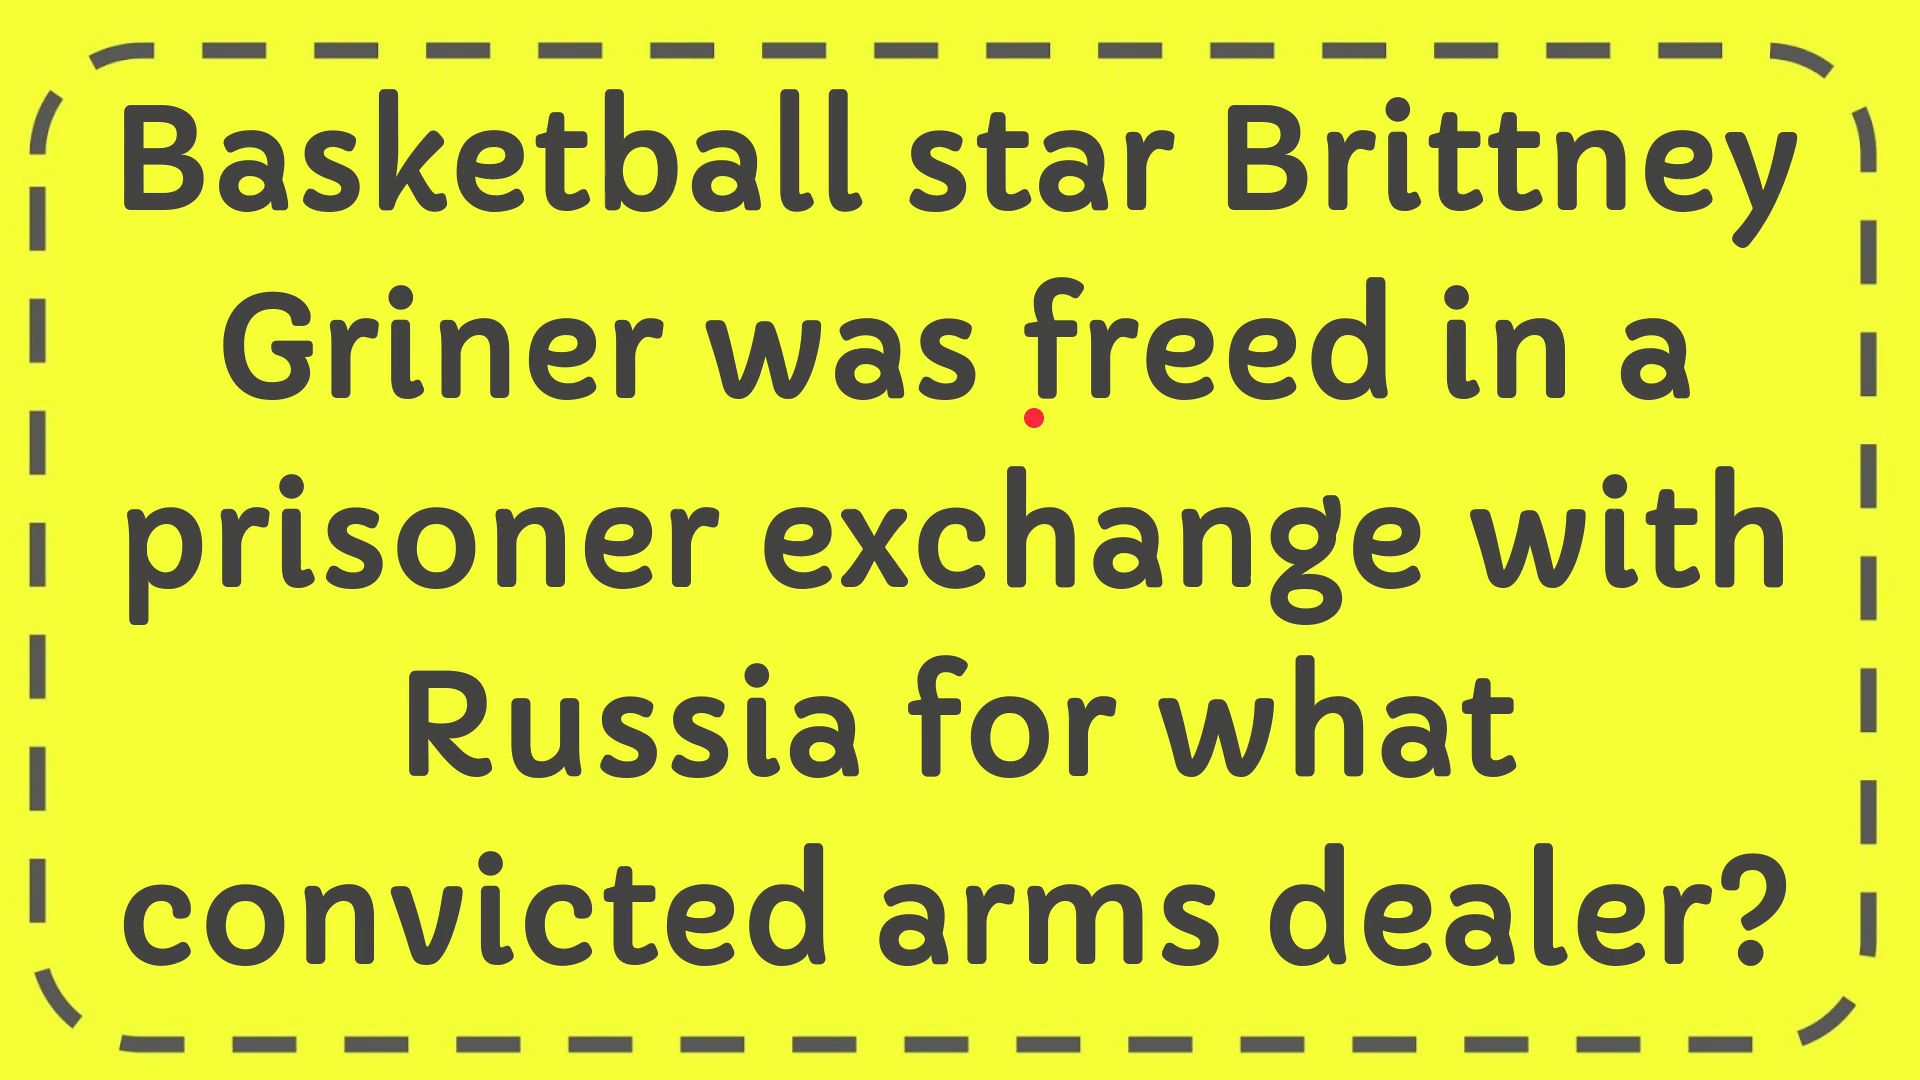 Basketball star Brittney
Griner was freed in a
prisoner exchange with
Russia for what
convicted arms dealer?